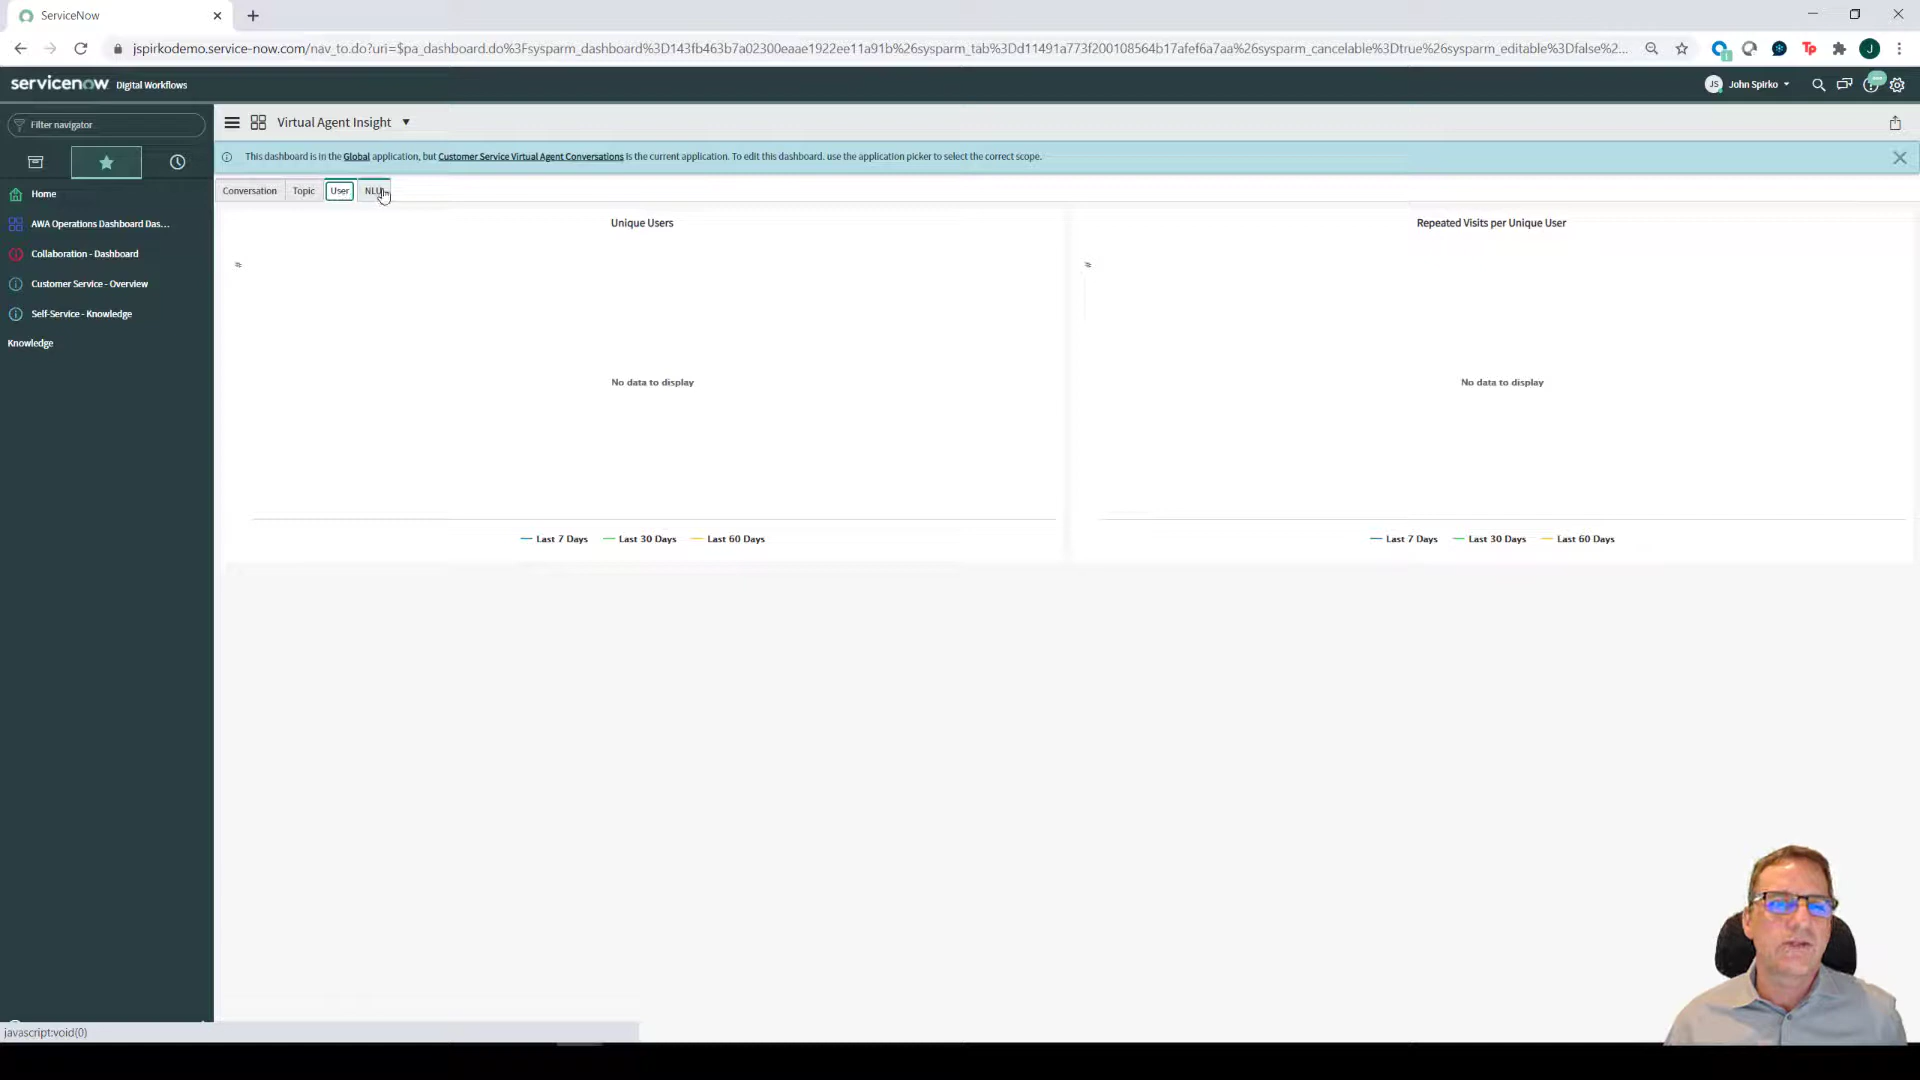 ServiceNow
jspirkodemo.service-now.com/nav_to.do?uri=$pa_dashboard.do%3Fsysparm_dashboard%3D143fb463b7a02300eaae1922ee11a91b%26sysparm_tab%3Dd11491a773f200108564b17afef6a7aa%26sysparm_cancelable%3Dtrue%26sysparm_editable%3Dfalse%2...
Tp
J
servicenow Digital Workflows
JS John Spirko
Filter navigator
Virtual Agent Insight
This dashboard is in the Global application, but Customer Service Virtual Agent Conversations is the current application. To edit this dashboard, use the application picker to select the correct scope.
Conversation Topic User NLU
Home
AWA Operations Dashboard Das...
Collaboration - Dashboard
Customer Service - Overview
Self-Service - Knowledge
Knowledge
Unique Users
#
No data to display
Last 7 Days Last 30 Days Last 60 Days
Repeated Visits per Unique User
#
No data to display
Last 7 Days Last 30 Days Last 60 Days
javascript:void(0)